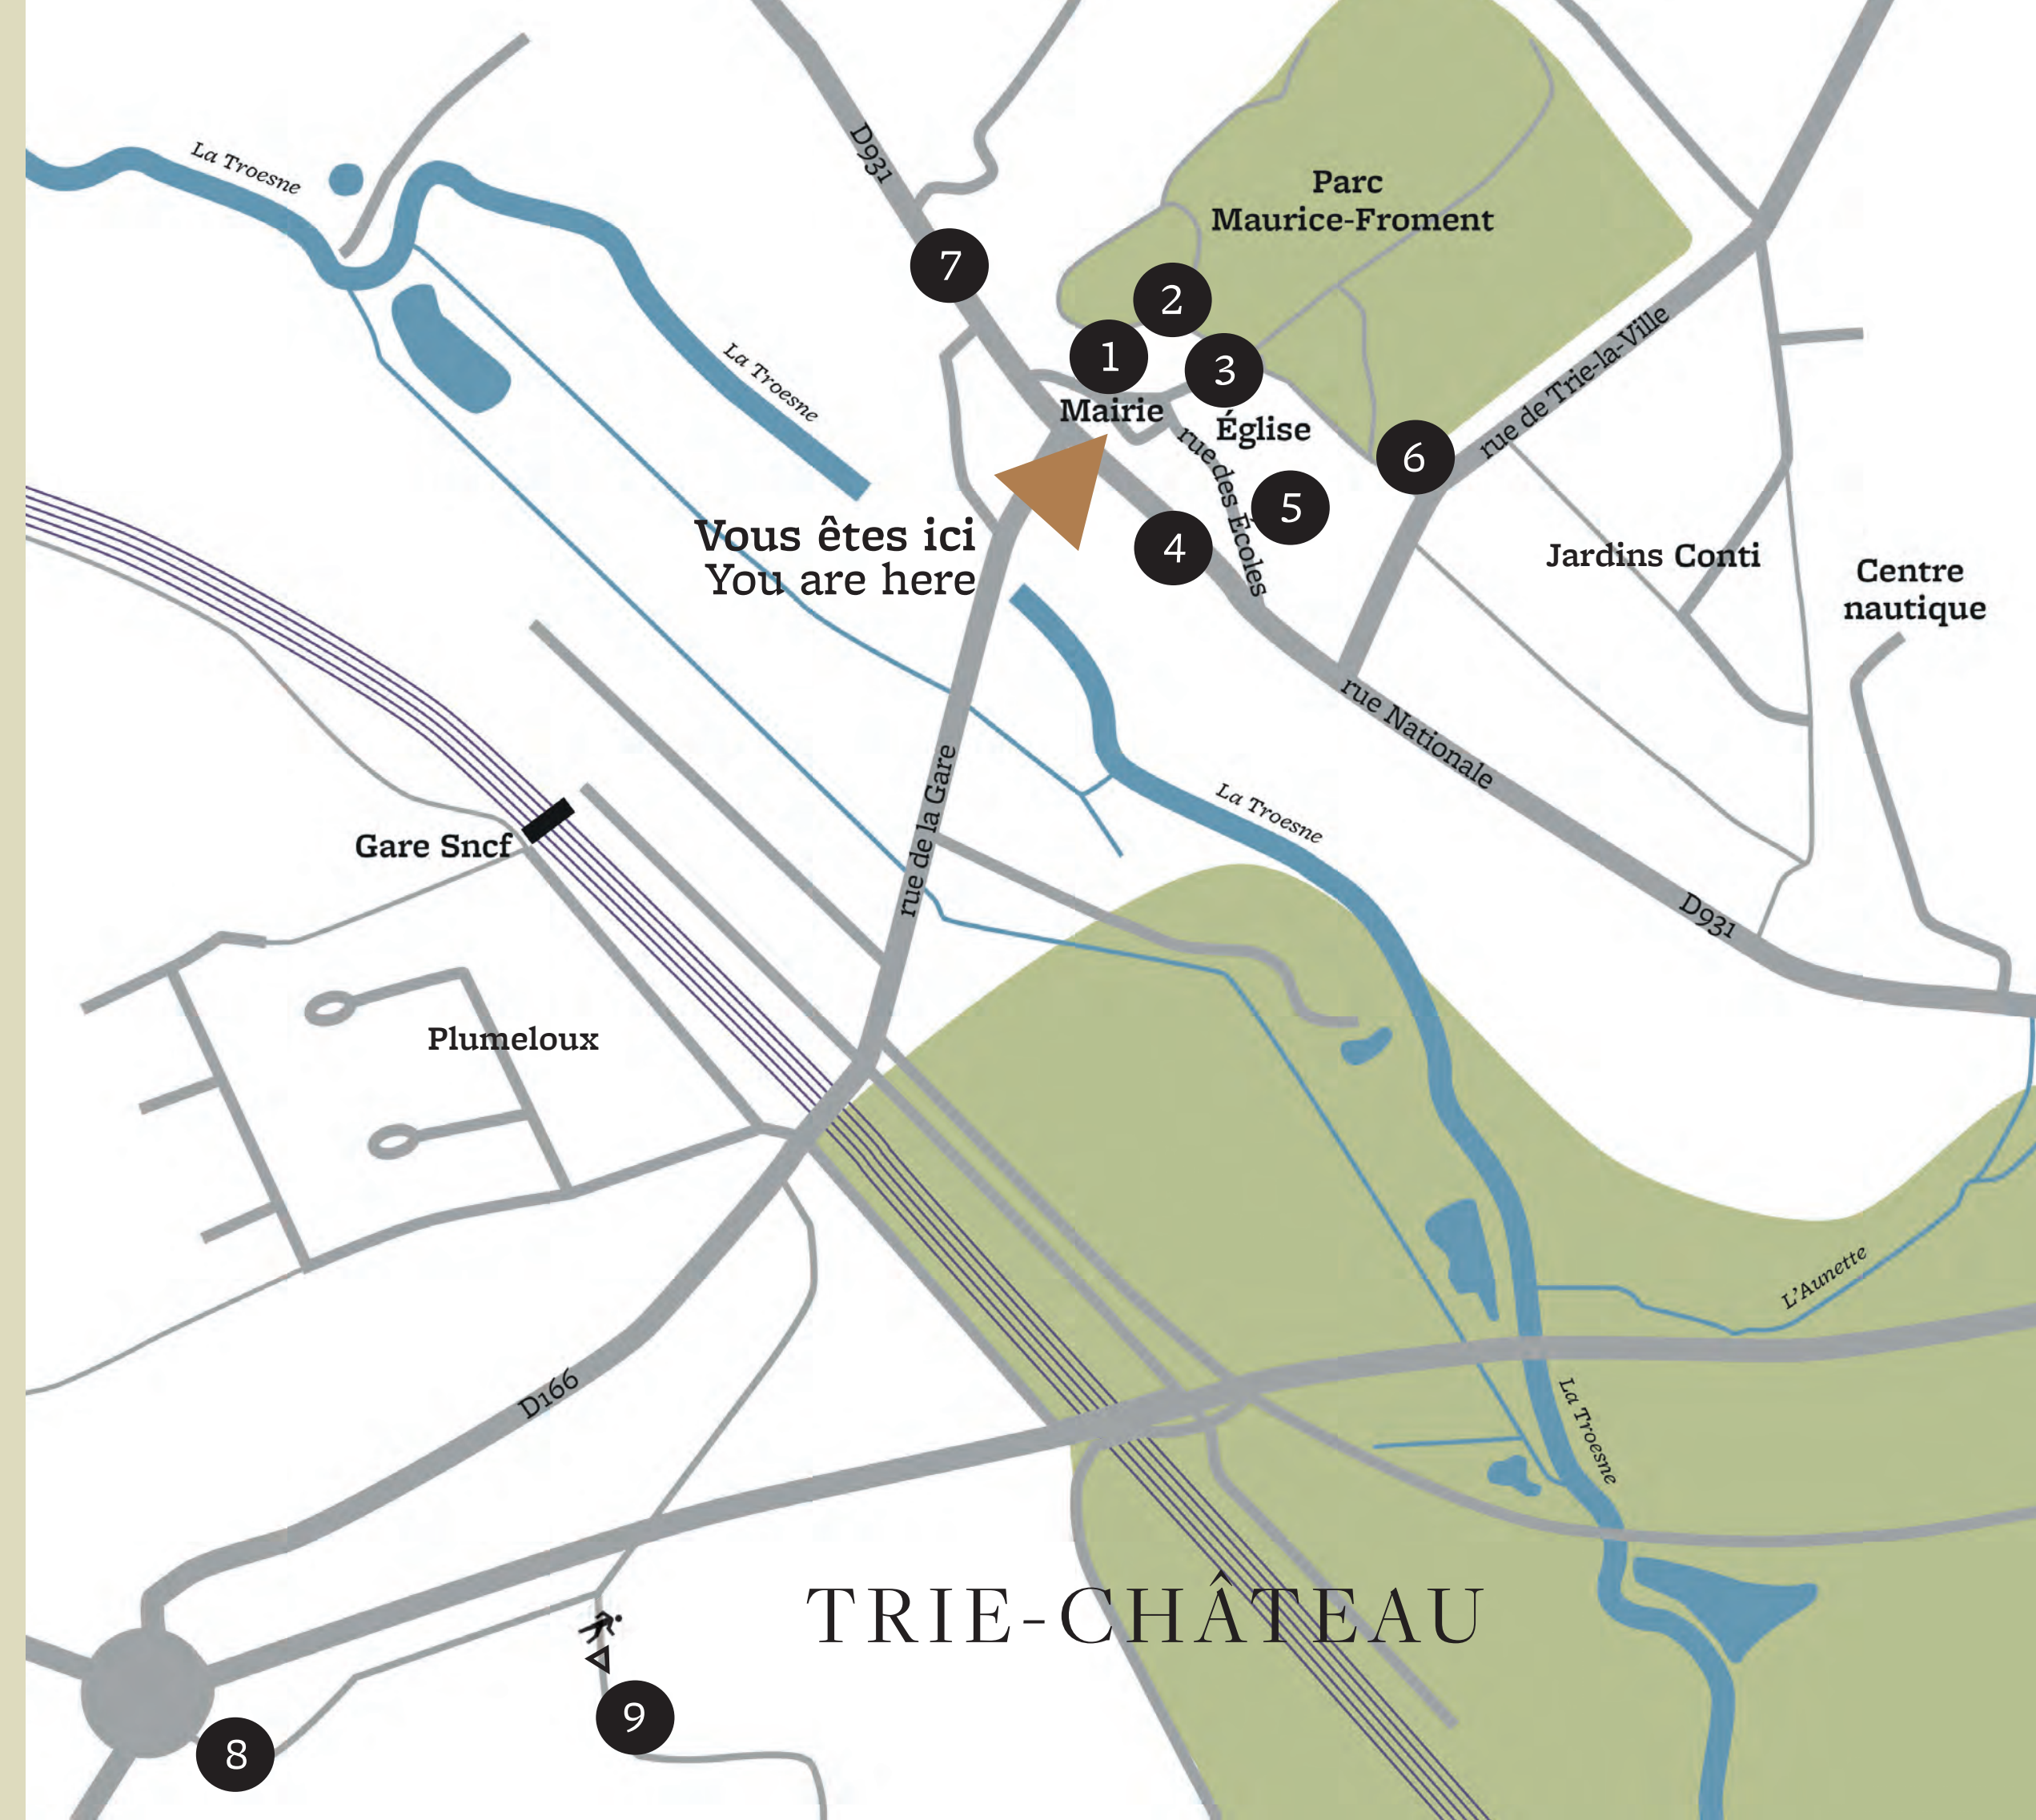 La Troesne
D931
Parc
Maurice-Froment
7
2
1
3
Mairie
Église
rue de Trie-la-Ville
La Troesne
6
rue des Écoles
5
4
Vous êtes ici
You are here
Jardins Conti
Centre
nautique
rue Nationale
rue de la Gare
La Troesne
Gare Sncf
D931
Plumeloux
L'Aunette
D166
La Troesne
TRIE-CHÂTEAU
9
8